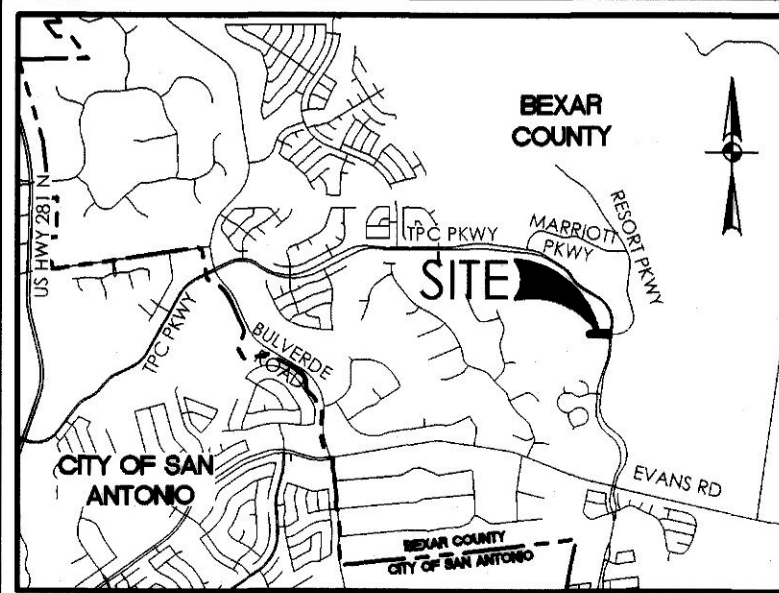 BEXAR
COUNTY
US HWY 281 N
TPC PKWY
MARRIOTT
PKWY
RESORT PKWY
SITE
TPC PKWY
BULVERDE
ROAD
CITY OF SAN
ANTONIO
EVANS RD
BEXAR COUNTY
CITY OF SAN ANTONIO